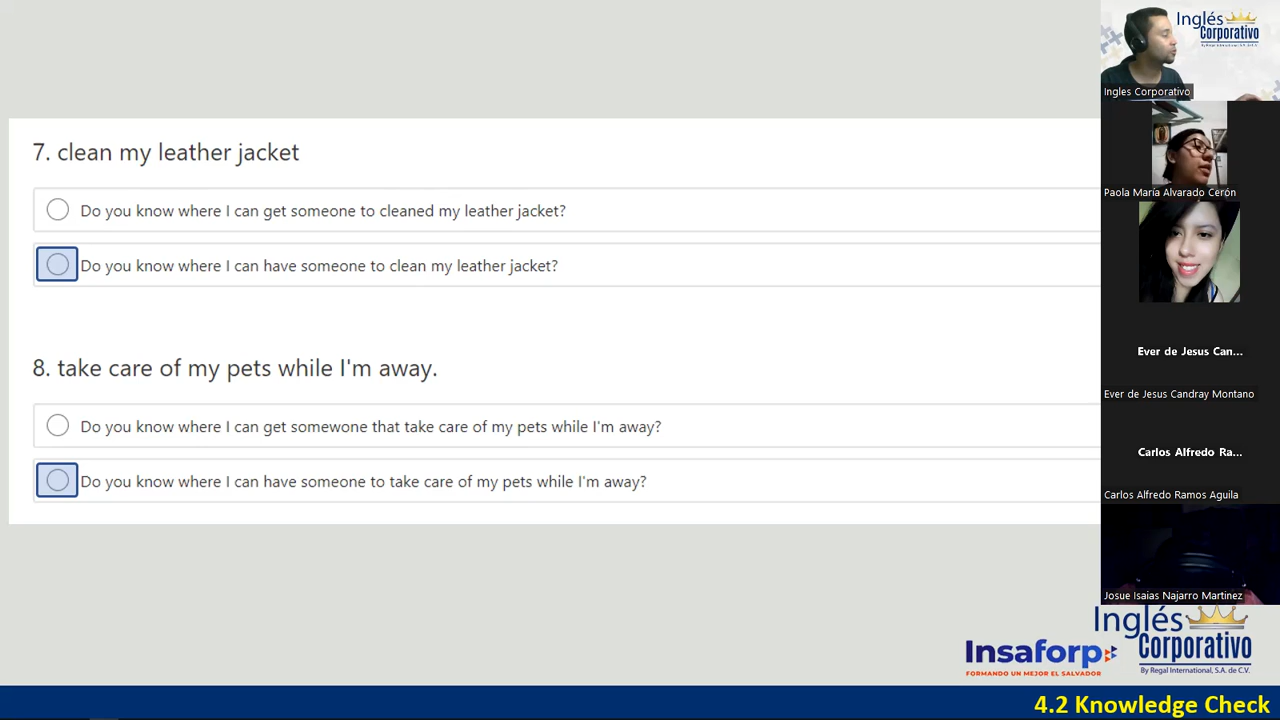 7. clean my leather jacket
Do you know where I can get someone to cleaned my leather jacket?
Do you know where I can have someone to clean my leather jacket?
8. take care of my pets while I'm away.
Do you know where I can get somewone that take care of my pets while I'm away?
Do you know where I can have someone to take care of my pets while I'm away?
Inglés
Corporativo
By Regal International, S.A. de C.V.
Ingles Corporativo
Paola María Alvarado Cerón
Ever de Jesus Can...
Ever de Jesus Candray Montano
Carlos Alfredo Ra...
Carlos Alfredo Ramos Aguila
Josue Isaias Najarro Martinez
Insaforp
FORMANDO UN MEJOR EL SALVADOR
Inglés
Corporativo
By Regal International, S.A. de C.V.
4.2 Knowledge Check